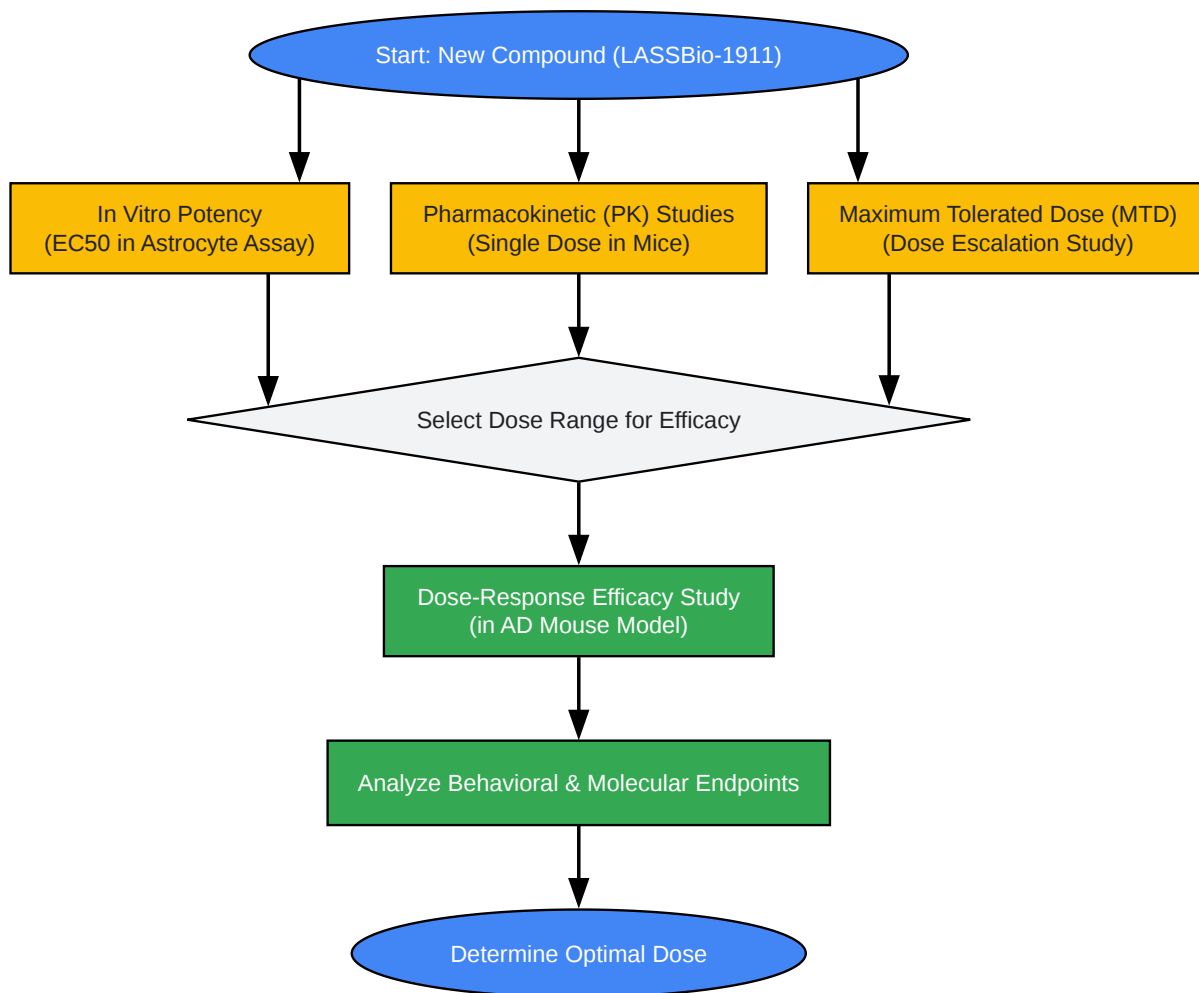 Start: New Compound (LASSBio-1911)
In Vitro Potency
(EC50 in Astrocyte Assay)
Pharmacokinetic (PK) Studies
(Single Dose in Mice)
Maximum Tolerated Dose (MTD)
(Dose Escalation Study)
Select Dose Range for Efficacy
Dose-Response Efficacy Study
(in AD Mouse Model)
Analyze Behavioral & Molecular Endpoints
Determine Optimal Dose